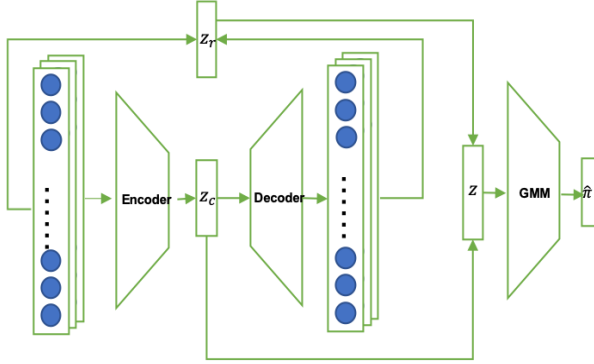 z_r
Encoder
z_c
Decoder
z
GMM
π̂